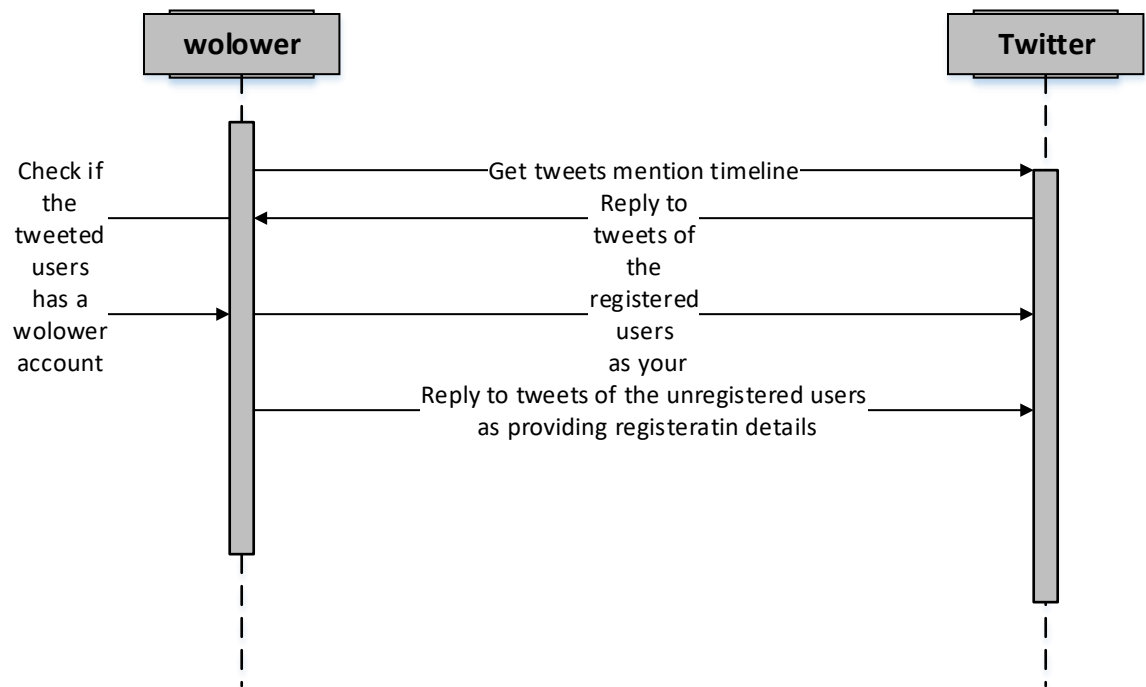 wolower
Twitter
Check if
the
tweeted
users
has a
wolower
account
Get tweets mention timeline
Reply to
tweets of
the
registered
users
as your
Reply to tweets of the unregistered users
as providing registeratin details